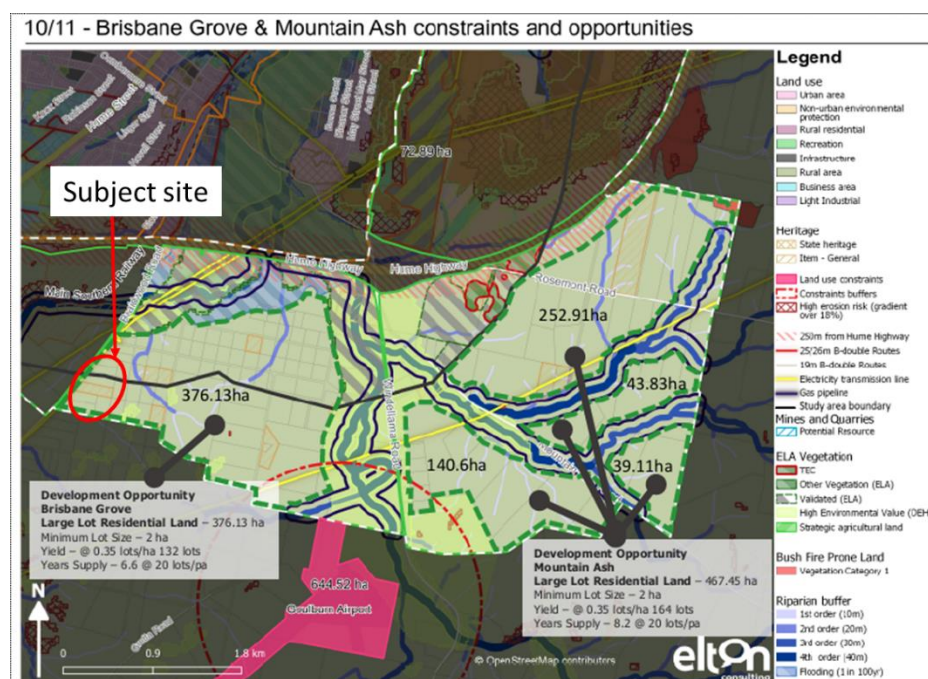 10/11 - Brisbane Grove & Mountain Ash constraints and opportunities
Subject site
72.89 ha
Main Southern Railway
Hume Highway
Hume Highway
Rosemont Road
252.91ha
376.13ha
43.83ha
140.6ha
39.11ha
Development Opportunity
Brisbane Grove
Large Lot Residential Land – 376.13 ha
Minimum Lot Size – 2 ha
Yield – @ 0.35 lots/ha 132 lots
Years Supply – 6.6 @ 20 lots/pa
Development Opportunity
Mountain Ash
Large Lot Residential Land – 467.45 ha
Minimum Lot Size – 2 ha
Yield – @ 0.35 lots/ha 164 lots
Years Supply – 8.2 @ 20 lots/pa
644.52 ha
Goulburn Airport
N
0 0.9 1.8 km
© OpenStreetMap contributors
elton
consulting
Legend
Land use
Urban area
Non-urban environmental
protection
Rural residential
Recreation
Infrastructure
Rural area
Business area
Light Industrial
Heritage
State heritage
Item - General
Land use constraints
Constraints buffers
High erosion risk (gradient
over 18%)
250m from Hume Highway
25/26m B-double Routes
19m B-double Routes
Electricity transmission line
Gas pipeline
Study area boundary
Mines and Quarries
Potential Resource
ELA Vegetation
TEC
Other Vegetation (ELA)
Validated (ELA)
High Environmental Value (OEH
Strategic agricultural land
Bush Fire Prone Land
Vegetation Category 1
Riparian buffer
1st order (10m)
2nd order (20m)
3rd order (30m)
4th order (40m)
Flooding (1 in 100yr)